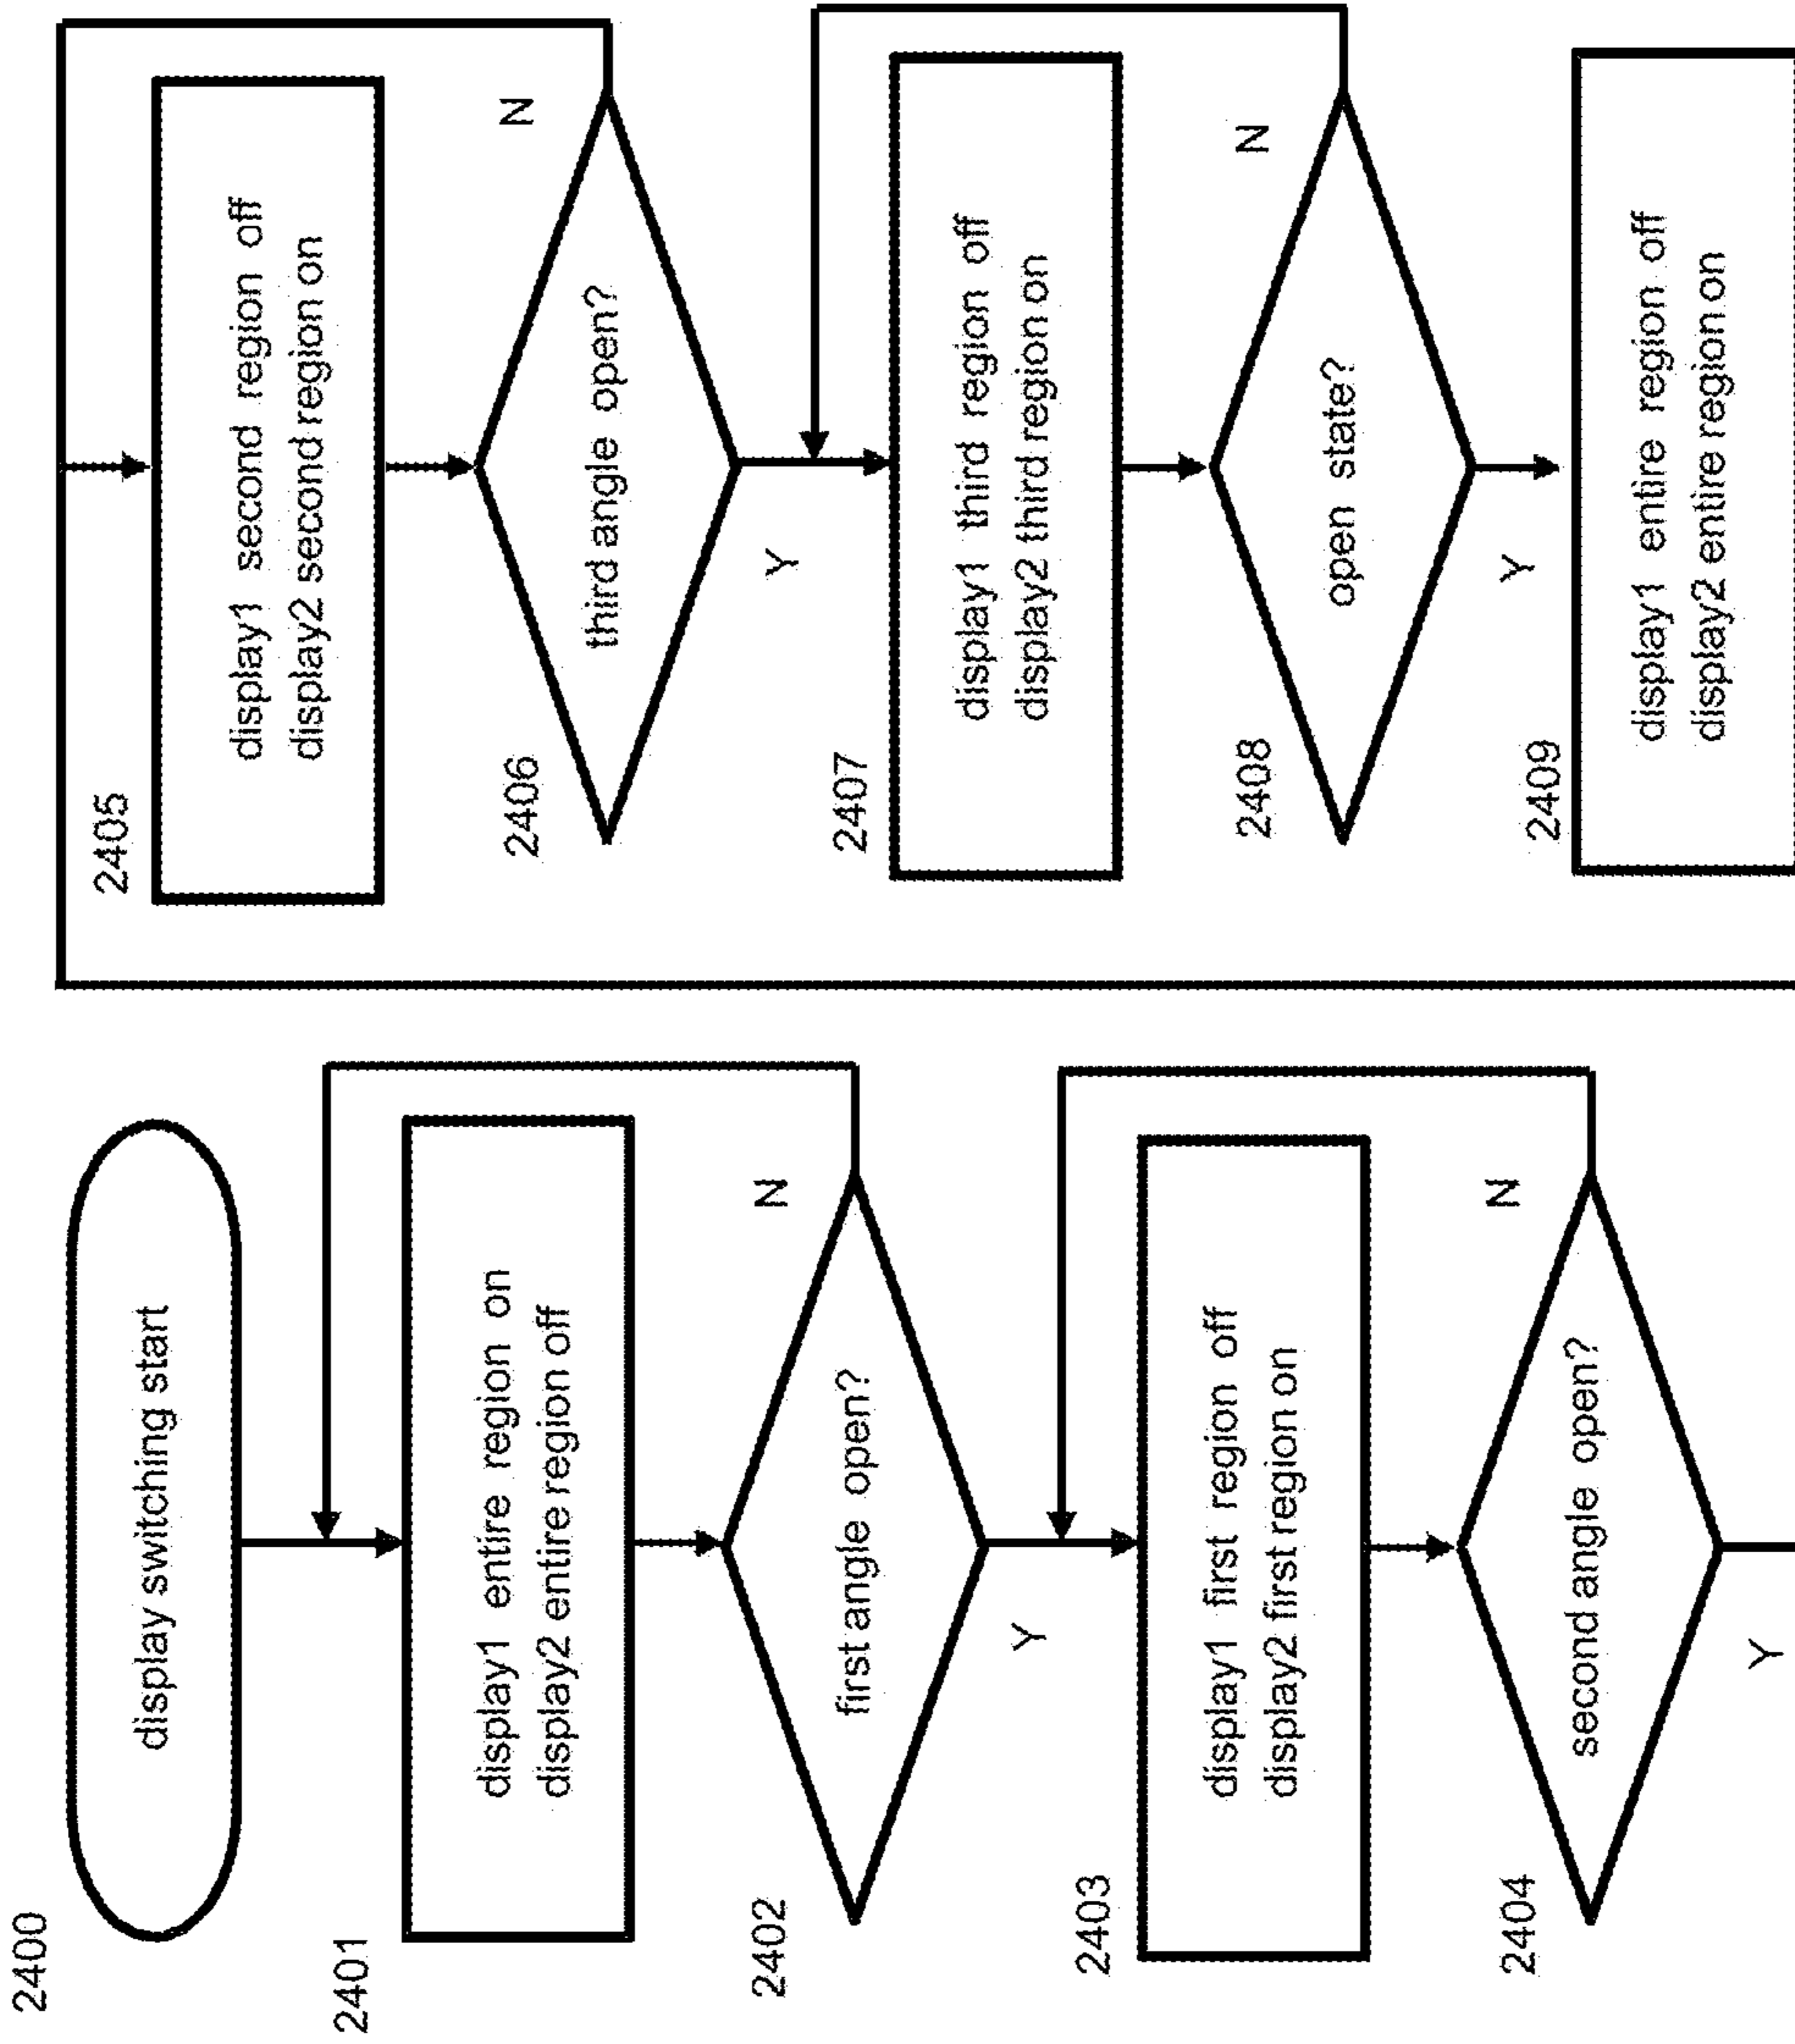 2400
display switching start
2401
display1 entire region on
display2 entire region off
2402
first angle open?
N
Y
2403
display1 first region off
display2 first region on
2404
second angle open?
N
Y
2405
display1 second region off
display2 second region on
2406
third angle open?
N
Y
2407
display1 third region off
display2 third region on
2408
open state?
N
Y
2409
display1 entire region off
display2 entire region on